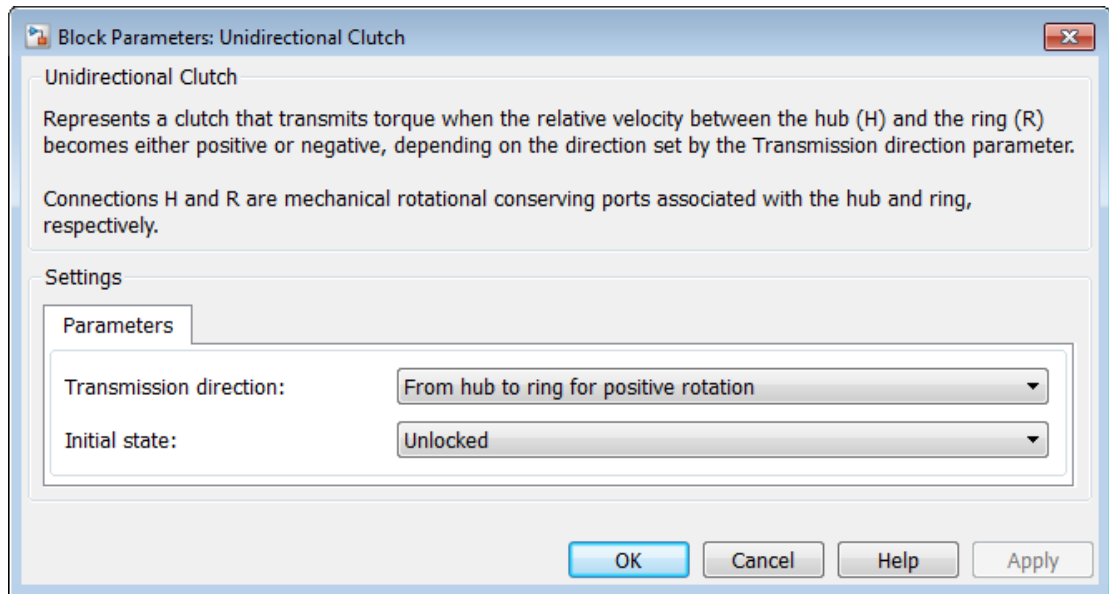 Block Parameters: Unidirectional Clutch
Unidirectional Clutch
Represents a clutch that transmits torque when the relative velocity between the hub (H) and the ring (R)
becomes either positive or negative, depending on the direction set by the Transmission direction parameter.
Connections H and R are mechanical rotational conserving ports associated with the hub and ring,
respectively.
Settings
Parameters
Transmission direction: From hub to ring for positive rotation
Initial state: Unlocked
OK Cancel Help Apply